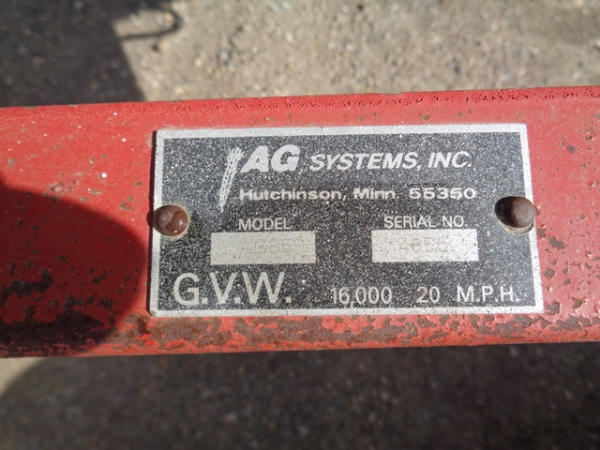 AG SYSTEMS, INC.
Hutchinson, Minn. 55350
MODEL SERIAL NO.
G.V.W. 16,000 20 M.P.H.